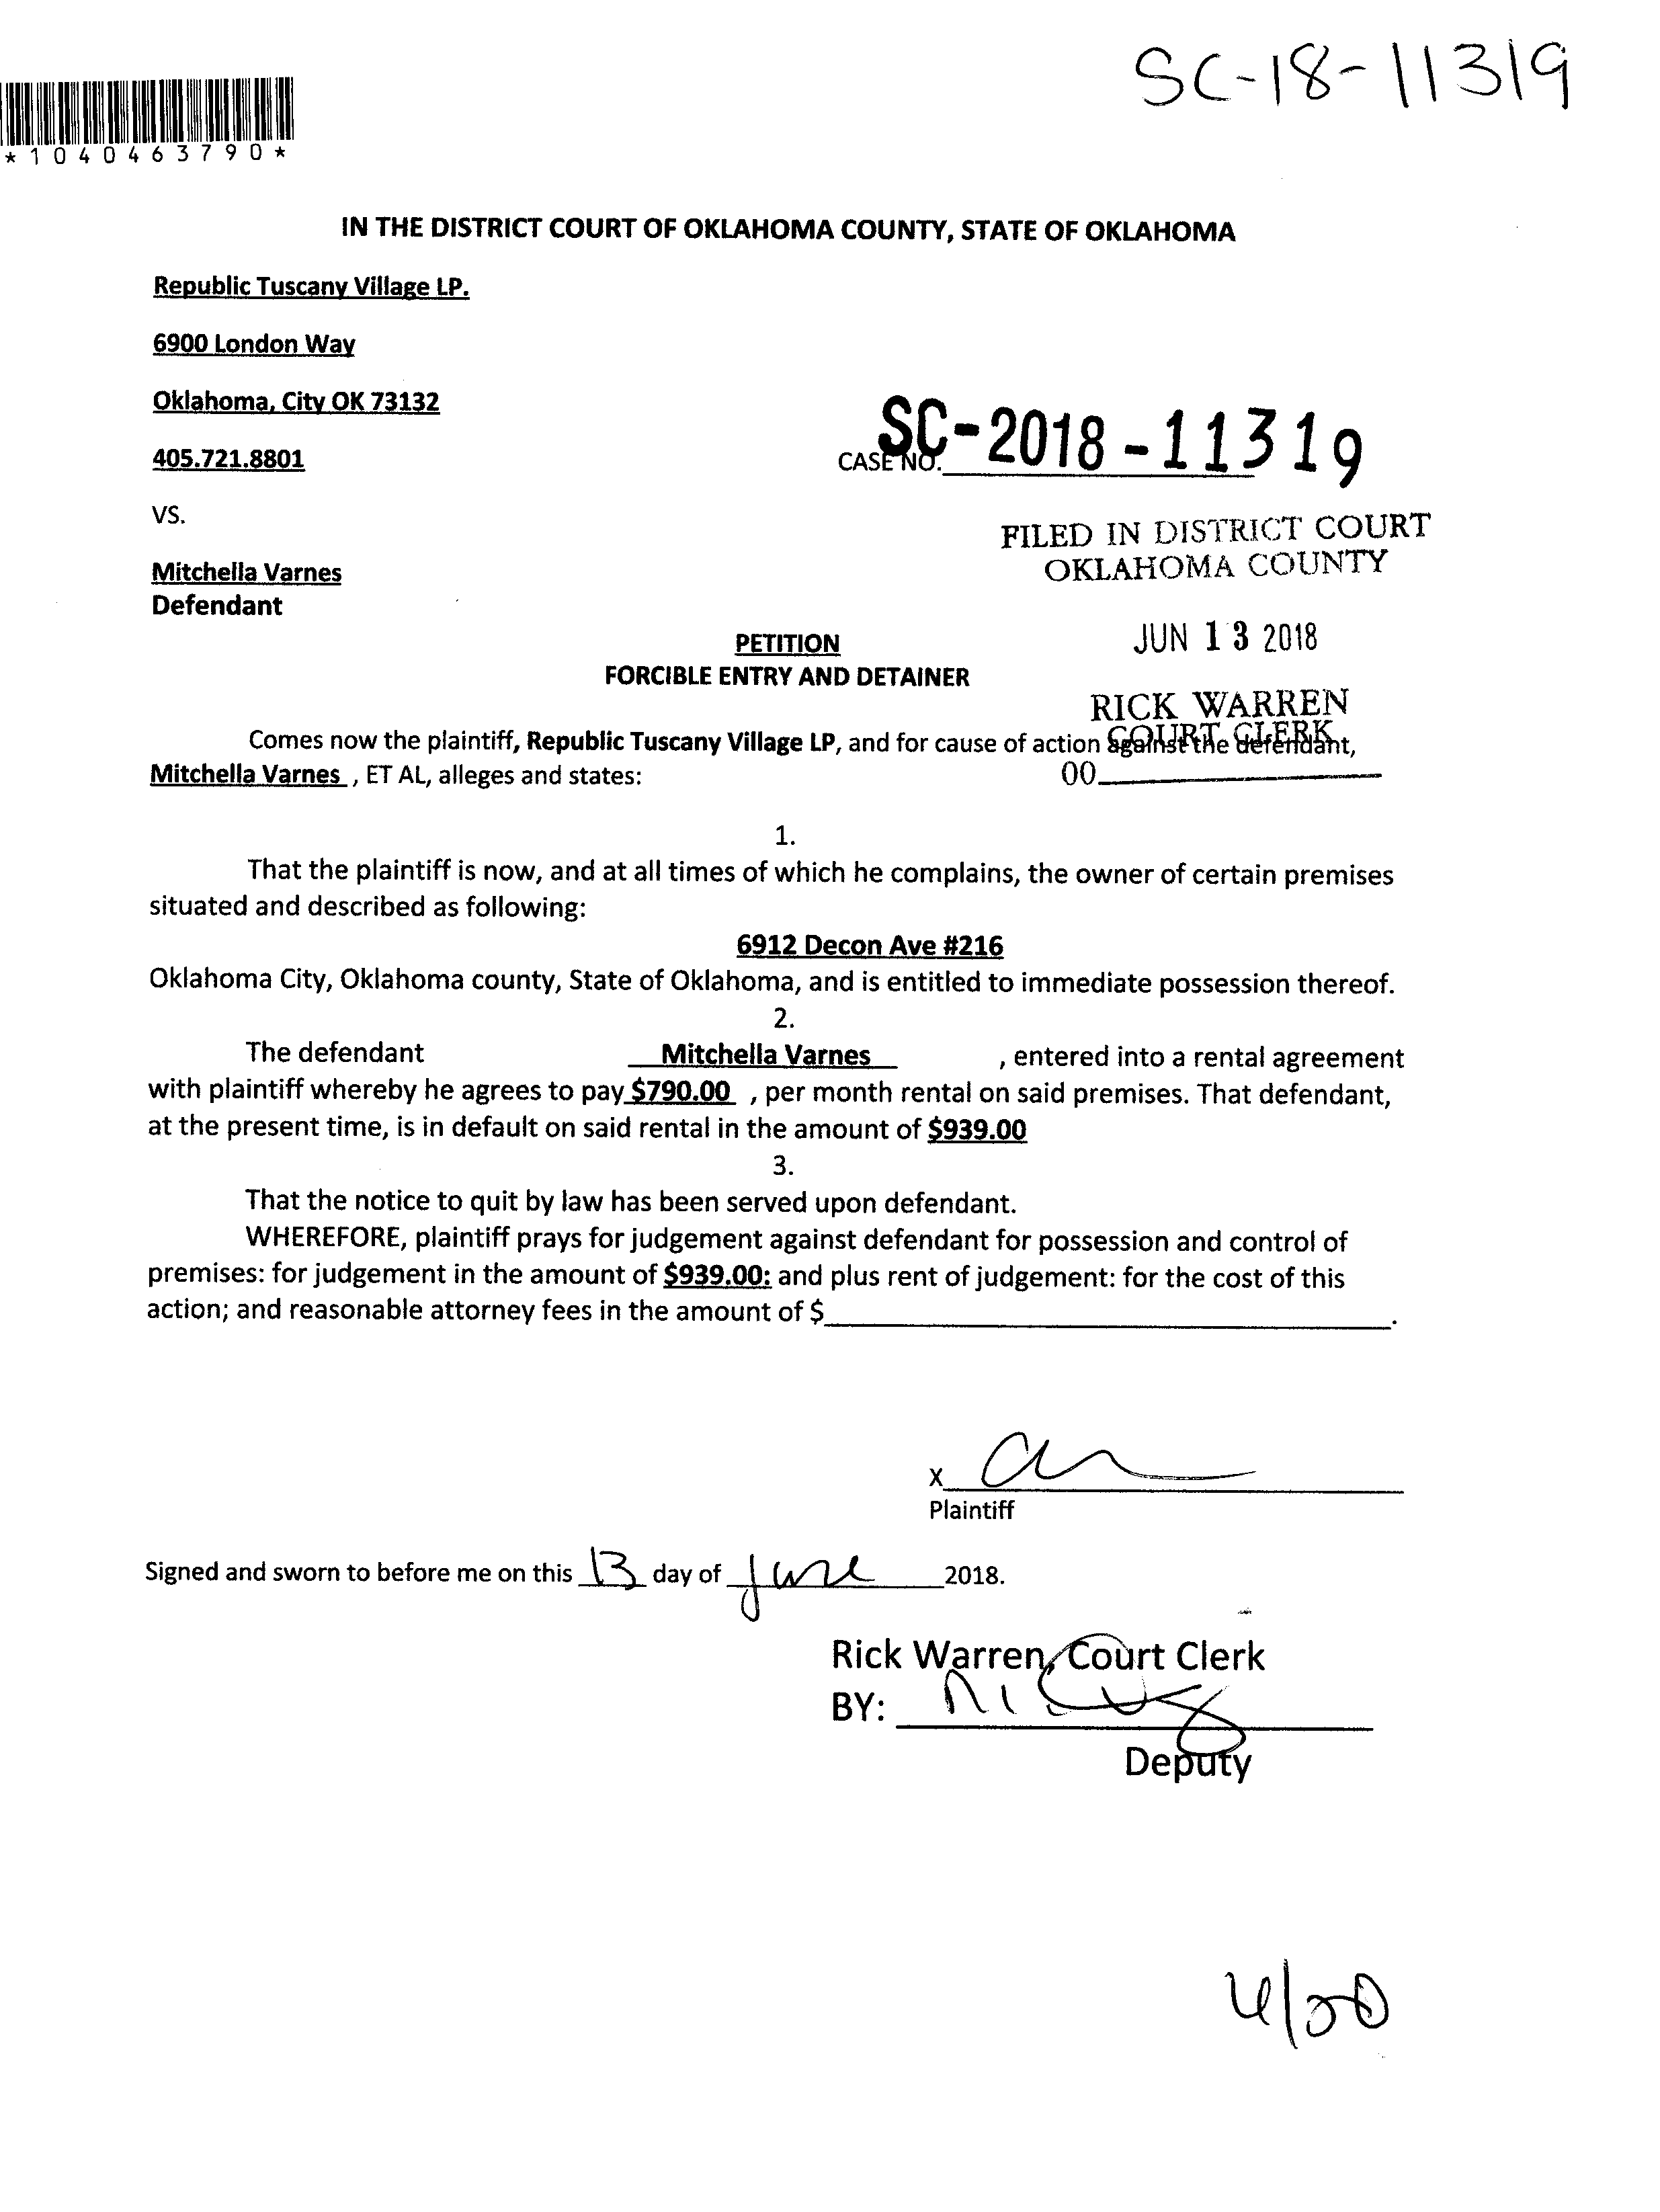 SC-18-11319
*1040463790*
IN THE DISTRICT COURT OF OKLAHOMA COUNTY, STATE OF OKLAHOMA
Republic Tuscany Village LP.
6900 London Way
Oklahoma, City OK 73132
405.721.8801
CASE NO. SC-2018-11319
VS.
FILED IN DISTRICT COURT
OKLAHOMA COUNTY
Mitchella Varnes
Defendant
JUN 13 2018
PETITION
FORCIBLE ENTRY AND DETAINER
RICK WARREN
COURT CLERK
00
Comes now the plaintiff, Republic Tuscany Village LP, and for cause of action against the defendant,
Mitchella Varnes , ET AL, alleges and states:
1.
That the plaintiff is now, and at all times of which he complains, the owner of certain premises
situated and described as following:
6912 Decon Ave #216
Oklahoma City, Oklahoma county, State of Oklahoma, and is entitled to immediate possession thereof.
2.
The defendant Mitchella Varnes , entered into a rental agreement
with plaintiff whereby he agrees to pay $790.00 , per month rental on said premises. That defendant,
at the present time, is in default on said rental in the amount of $939.00
3.
That the notice to quit by law has been served upon defendant.
WHEREFORE, plaintiff prays for judgement against defendant for possession and control of
premises: for judgement in the amount of $939.00: and plus rent of judgement: for the cost of this
action; and reasonable attorney fees in the amount of $ .
X
Plaintiff
Signed and sworn to before me on this 13 day of June 2018.
Rick Warren, Court Clerk
BY:
Deputy